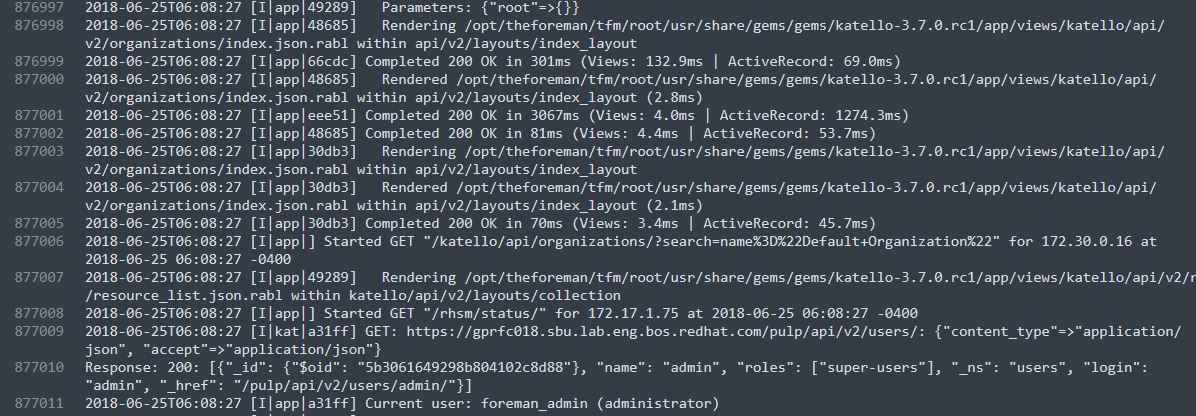 876997 2018-06-25T06:08:27 [I|app|49289]   Parameters: {"root"=>{}}
876998 2018-06-25T06:08:27 [I|app|48685]   Rendering /opt/theforeman/tfm/root/usr/share/gems/gems/katello-3.7.0.rc1/app/views/katello/api/
v2/organizations/index.json.rabl within api/v2/layouts/index_layout
876999 2018-06-25T06:08:27 [I|app|66cdc] Completed 200 OK in 301ms (Views: 132.9ms | ActiveRecord: 69.0ms)
877000 2018-06-25T06:08:27 [I|app|48685]   Rendered /opt/theforeman/tfm/root/usr/share/gems/gems/katello-3.7.0.rc1/app/views/katello/api/
v2/organizations/index.json.rabl within api/v2/layouts/index_layout (2.8ms)
877001 2018-06-25T06:08:27 [I|app|eee51] Completed 200 OK in 3067ms (Views: 4.0ms | ActiveRecord: 1274.3ms)
877002 2018-06-25T06:08:27 [I|app|48685] Completed 200 OK in 81ms (Views: 4.4ms | ActiveRecord: 53.7ms)
877003 2018-06-25T06:08:27 [I|app|30db3]   Rendering /opt/theforeman/tfm/root/usr/share/gems/gems/katello-3.7.0.rc1/app/views/katello/api/
v2/organizations/index.json.rabl within api/v2/layouts/index_layout
877004 2018-06-25T06:08:27 [I|app|30db3]   Rendered /opt/theforeman/tfm/root/usr/share/gems/gems/katello-3.7.0.rc1/app/views/katello/api/
v2/organizations/index.json.rabl within api/v2/layouts/index_layout (2.1ms)
877005 2018-06-25T06:08:27 [I|app|30db3] Completed 200 OK in 70ms (Views: 3.4ms | ActiveRecord: 45.7ms)
877006 2018-06-25T06:08:27 [I|app|] Started GET "/katello/api/organizations/?search=name%3D%22Default+Organization%22" for 172.30.0.16 at
2018-06-25 06:08:27 -0400
877007 2018-06-25T06:08:27 [I|app|49289]   Rendering /opt/theforeman/tfm/root/usr/share/gems/gems/katello-3.7.0.rc1/app/views/katello/api/v2/r
/resource_list.json.rabl within katello/api/v2/layouts/collection
877008 2018-06-25T06:08:27 [I|app|] Started GET "/rhsm/status/" for 172.17.1.75 at 2018-06-25 06:08:27 -0400
877009 2018-06-25T06:08:27 [I|kat|a31ff] GET: https://gprfc018.sbu.lab.eng.bos.redhat.com/pulp/api/v2/users/: {"content_type"=>"application/
json", "accept"=>"application/json"}
877010 Response: 200: [{"_id": {"$oid": "5b3061649298b804102c8d88"}, "name": "admin", "roles": ["super-users"], "_ns": "users", "login":
"admin", "_href": "/pulp/api/v2/users/admin/"}]
877011 2018-06-25T06:08:27 [I|app|a31ff] Current user: foreman_admin (administrator)